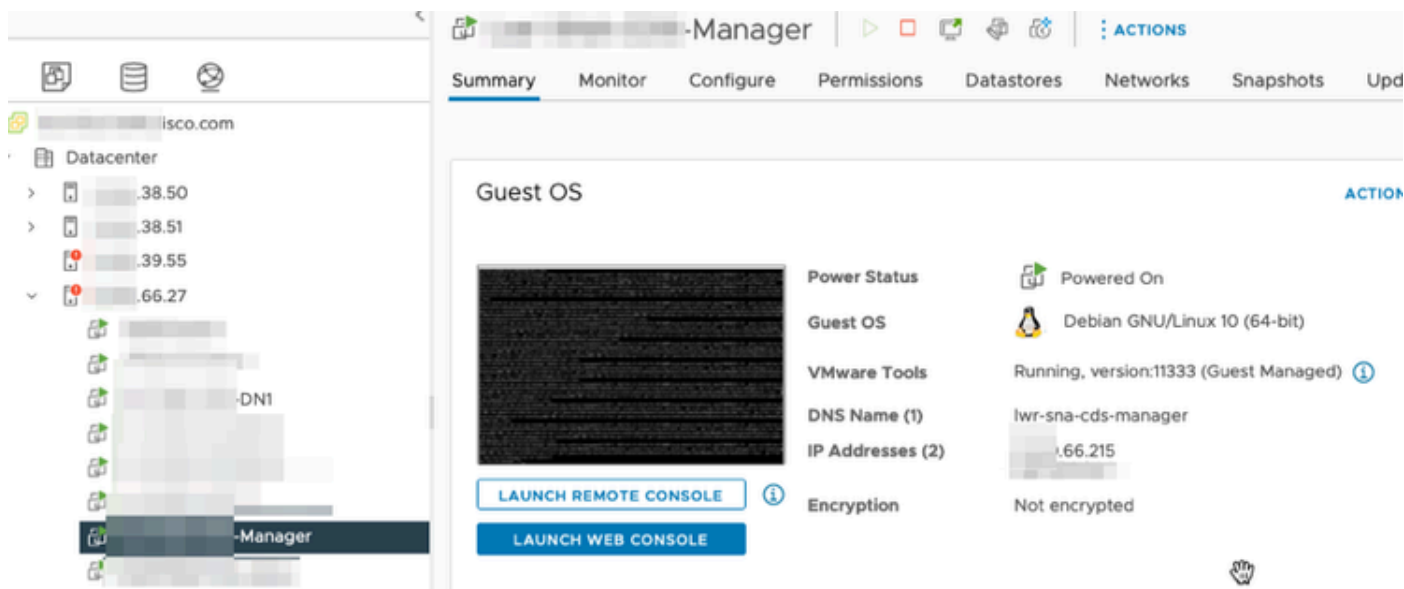 -Manager
ACTIONS
Summary Monitor Configure Permissions Datastores Networks Snapshots Upd
isco.com
Datacenter
.38.50
.38.51
.39.55
.66.27
-DN1
-Manager
Guest OS
ACTION
Power Status Powered On
Guest OS Debian GNU/Linux 10 (64-bit)
VMware Tools Running, version:11333 (Guest Managed)
DNS Name (1) lwr-sna-cds-manager
IP Addresses (2) .66.215
Encryption Not encrypted
LAUNCH REMOTE CONSOLE
LAUNCH WEB CONSOLE